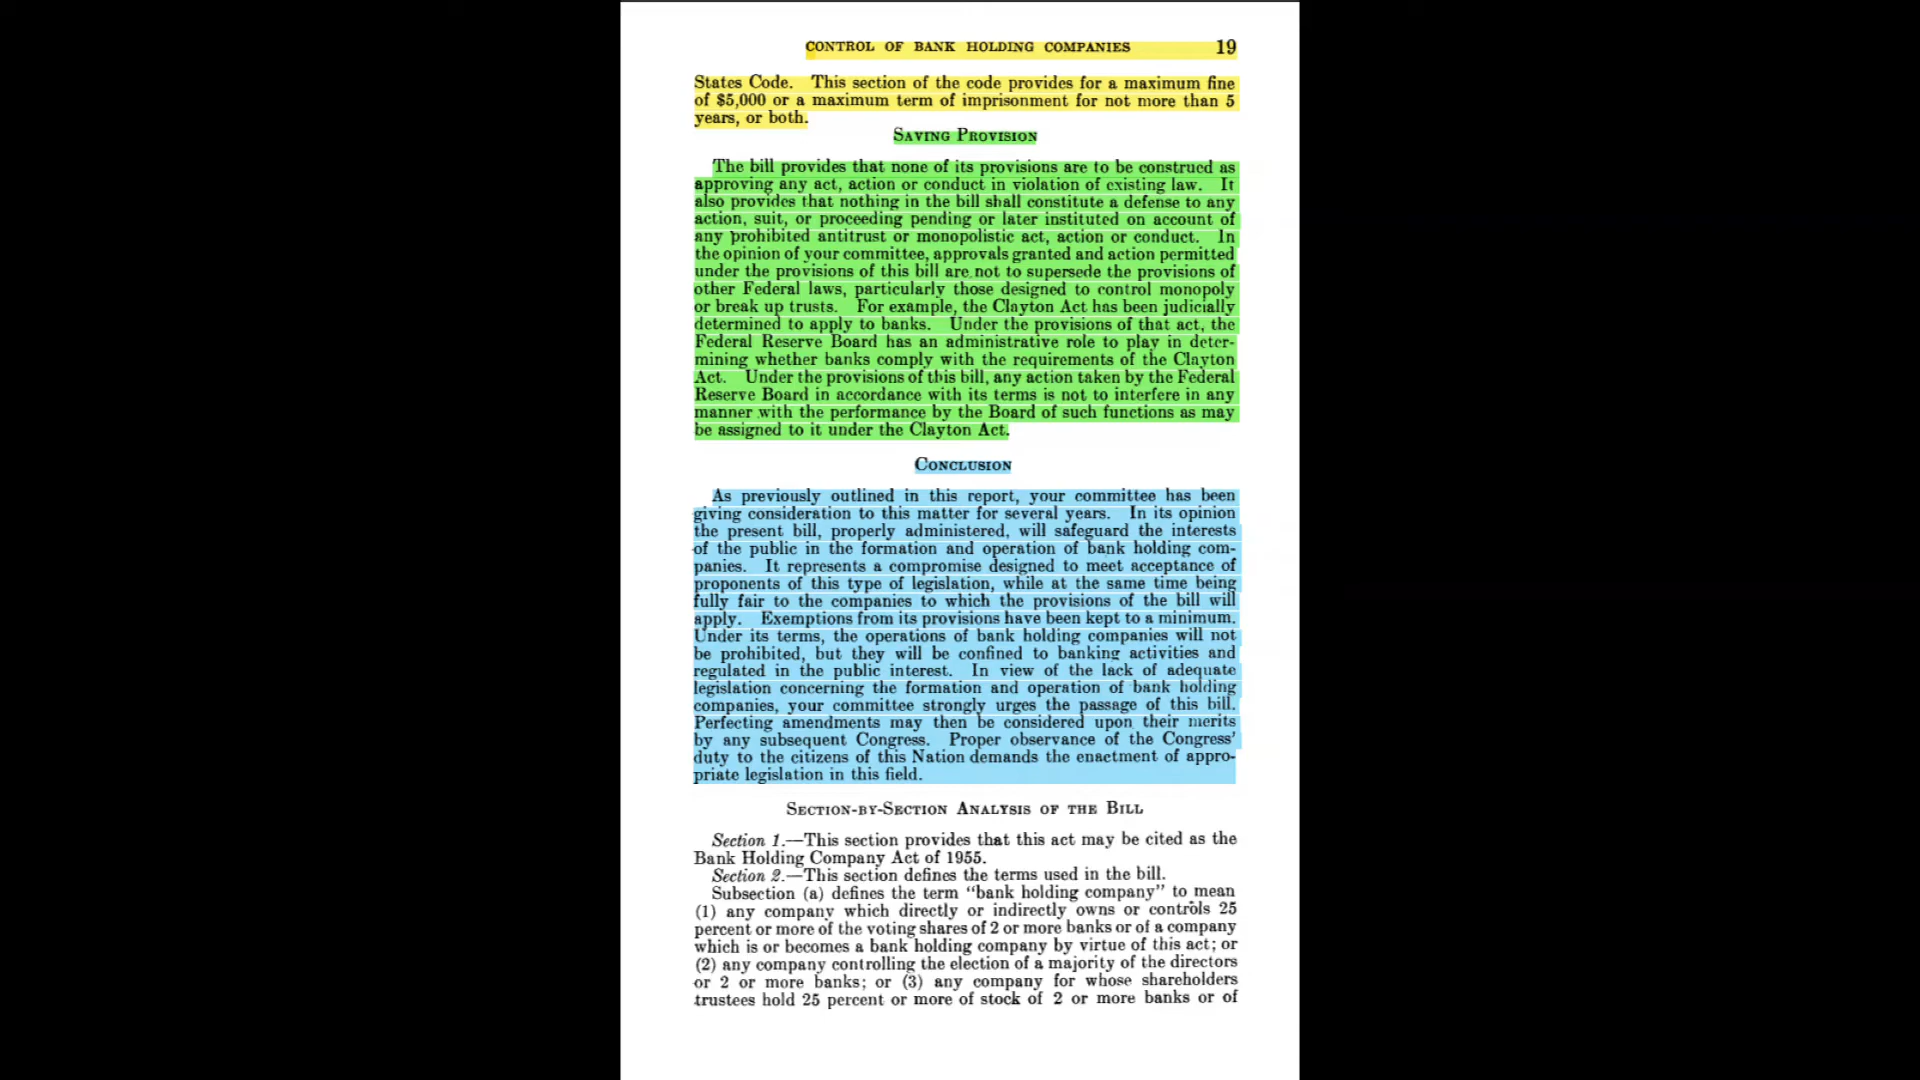 CONTROL OF BANK HOLDING COMPANIES 19
States Code. This section of the code provides for a maximum fine
of $5,000 or a maximum term of imprisonment for not more than 5
years, or both.
SAVING PROVISION
The bill provides that none of its provisions are to be construed as
approving any act, action or conduct in violation of existing law. It
also provides that nothing in the bill shall constitute a defense to any
action, suit, or proceeding pending or later instituted on account of
any prohibited antitrust or monopolistic act, action or conduct. In
the opinion of your committee, approvals granted and action permitted
under the provisions of this bill are not to supersede the provisions of
other Federal laws, particularly those designed to control monopoly
or break up trusts. For example, the Clayton Act has been judicially
determined to apply to banks. Under the provisions of that act, the
Federal Reserve Board has an administrative role to play in deter-
mining whether banks comply with the requirements of the Clayton
Act. Under the provisions of this bill, any action taken by the Federal
Reserve Board in accordance with its terms is not to interfere in any
manner with the performance by the Board of such functions as may
be assigned to it under the Clayton Act.
CONCLUSION
As previously outlined in this report, your committee has been
giving consideration to this matter for several years. In its opinion
the present bill, properly administered, will safeguard the interests
of the public in the formation and operation of bank holding com-
panies. It represents a compromise designed to meet acceptance of
proponents of this type of legislation, while at the same time being
fully fair to the companies to which the provisions of the bill will
apply. Exemptions from its provisions have been kept to a minimum.
Under its terms, the operations of bank holding companies will not
be prohibited, but they will be confined to banking activities and
regulated in the public interest. In view of the lack of adequate
legislation concerning the formation and operation of bank holding
companies, your committee strongly urges the passage of this bill.
Perfecting amendments may then be considered upon their merits
by any subsequent Congress. Proper observance of the Congress'
duty to the citizens of this Nation demands the enactment of appro-
priate legislation in this field.
SECTION-BY-SECTION ANALYSIS OF THE BILL
Section 1.—This section provides that this act may be cited as the
Bank Holding Company Act of 1955.
Section 2.—This section defines the terms used in the bill.
Subsection (a) defines the term "bank holding company" to mean
(1) any company which directly or indirectly owns or controls 25
percent or more of the voting shares of 2 or more banks or of a company
which is or becomes a bank holding company by virtue of this act; or
(2) any company controlling the election of a majority of the directors
or 2 or more banks; or (3) any company for whose shareholders
trustees hold 25 percent or more of stock of 2 or more banks or of